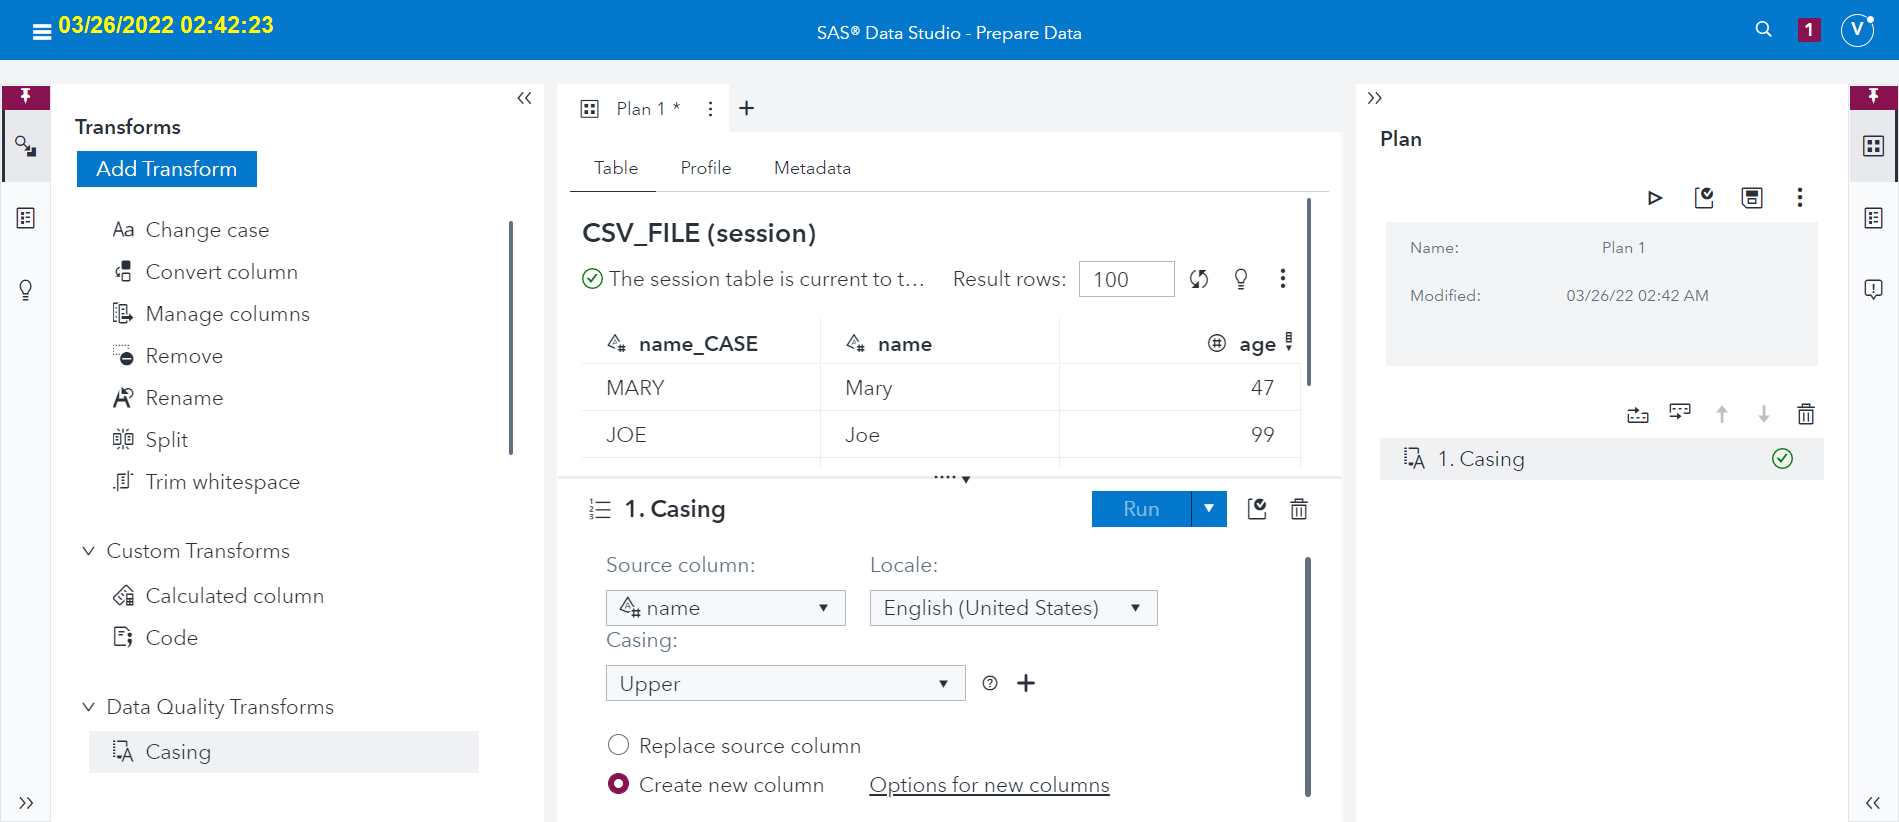 03/26/2022 02:42:23
SAS® Data Studio - Prepare Data
1
V
Transforms
Add Transform
Aa Change case
Convert column
Manage columns
Remove
Rename
Split
Trim whitespace
Custom Transforms
Calculated column
Code
Data Quality Transforms
Casing
Plan 1 *
Table Profile Metadata
CSV_FILE (session)
The session table is current to t... Result rows: 100
name_CASE name age
MARY Mary 47
JOE Joe 99
1. Casing
Run
Source column: Locale:
name English (United States)
Casing:
Upper
Replace source column
Create new column Options for new columns
Plan
Name: Plan 1
Modified: 03/26/22 02:42 AM
1. Casing